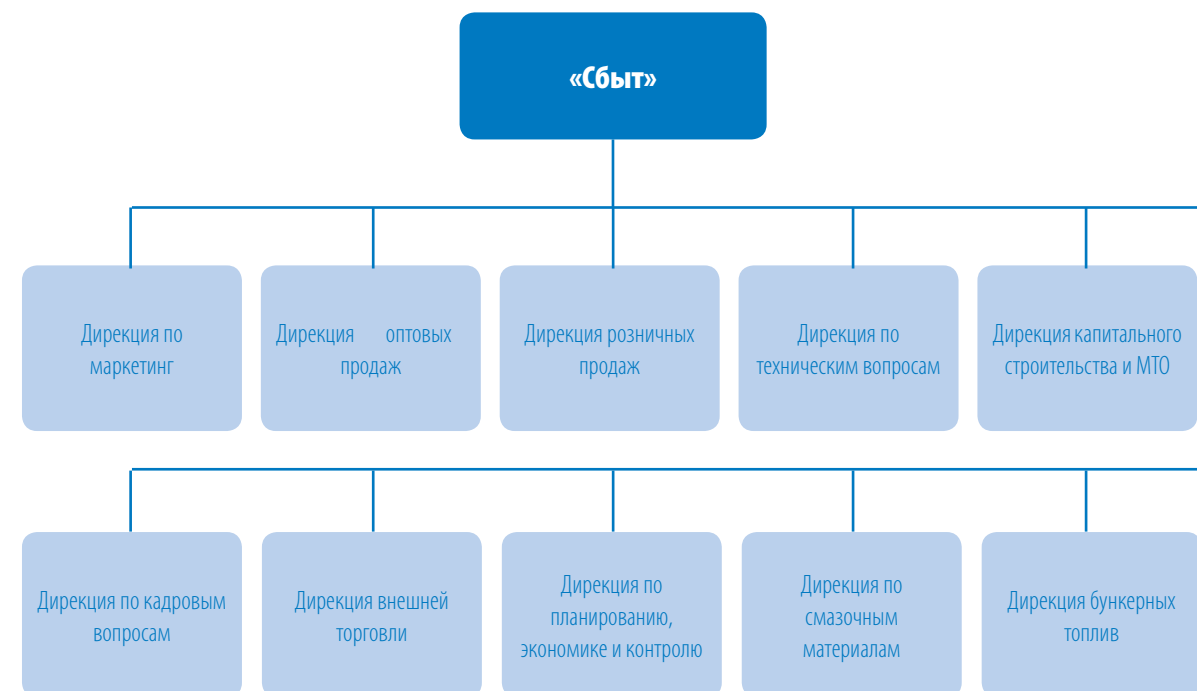 «Сбыт»
Дирекция по
маркетинг
Дирекция оптовых
продаж
Дирекция розничных
продаж
Дирекция по
техническим вопросам
Дирекция капитального
строительства и МТО
Дирекция по кадровым
вопросам
Дирекция внешней
торговли
Дирекция по
планированию,
экономике и контролю
Дирекция по
смазочным
материалам
Дирекция бункерных
топлив